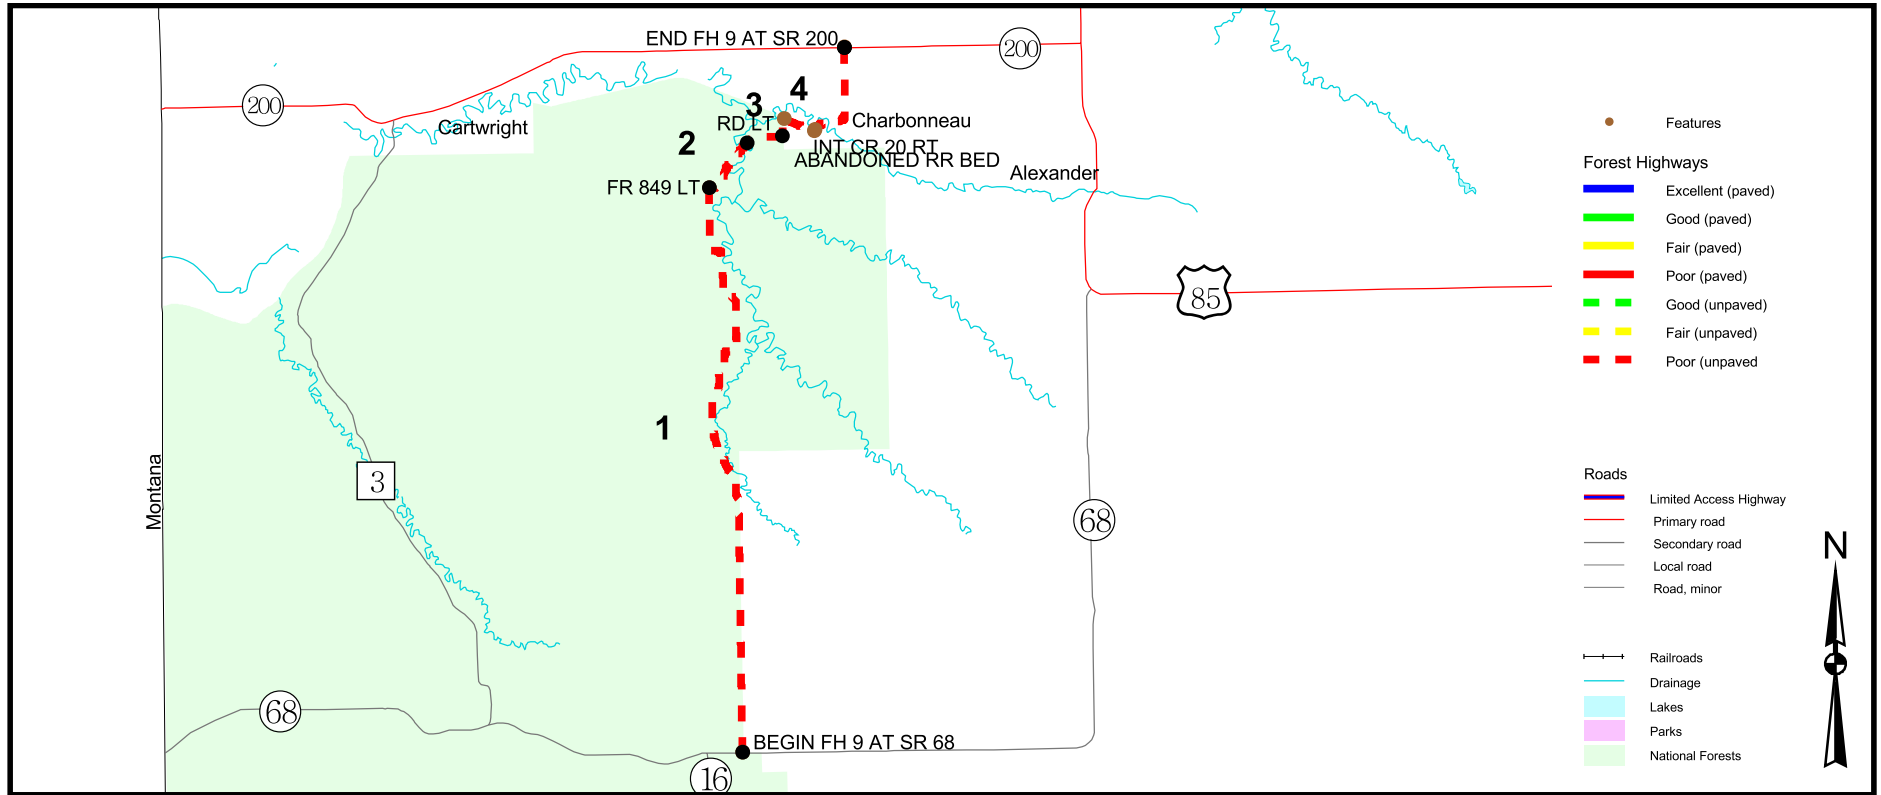 END FH 9 AT SR 200
200
200
4
3
Cartwright
RD LT
Charbonneau
2
INT CR 20 RT
ABANDONED RR BED
Alexander
FR 849 LT
85
1
Montana
3
68
68
BEGIN FH 9 AT SR 68
16
Features
Forest Highways
Excellent (paved)
Good (paved)
Fair (paved)
Poor (paved)
Good (unpaved)
Fair (unpaved)
Poor (unpaved
Roads
Limited Access Highway
Primary road
Secondary road
Local road
Road, minor
N
Railroads
Drainage
Lakes
Parks
National Forests